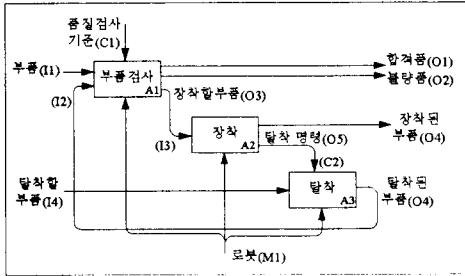 품질검사
기준(C1)
부품(I1)
부품검사
A1
합격품(O1)
불량품(O2)
(I2)
장착할부품(O3)
장착
A2
(I3)
장착된
부품(O4)
탈착 명령(O5)
(C2)
탈착할
부품(I4)
탈착
A3
탈착된
부품(O4)
로봇(M1)